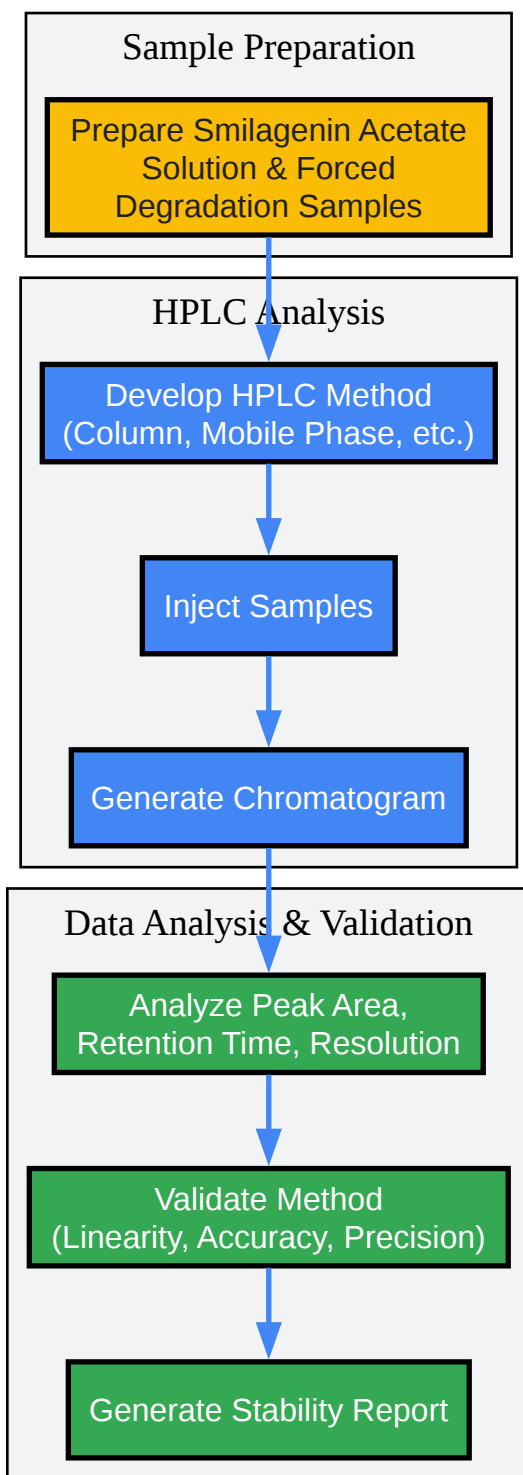 Sample Preparation
Prepare Smilagenin Acetate
Solution & Forced
Degradation Samples
HPLC Analysis
Develop HPLC Method
(Column, Mobile Phase, etc.)
Inject Samples
Generate Chromatogram
Data Analysis & Validation
Analyze Peak Area,
Retention Time, Resolution
Validate Method
(Linearity, Accuracy, Precision)
Generate Stability Report